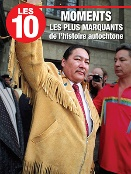 LES
10
MOMENTS
LES PLUS MARQUANTS
de l'histoire autochtone